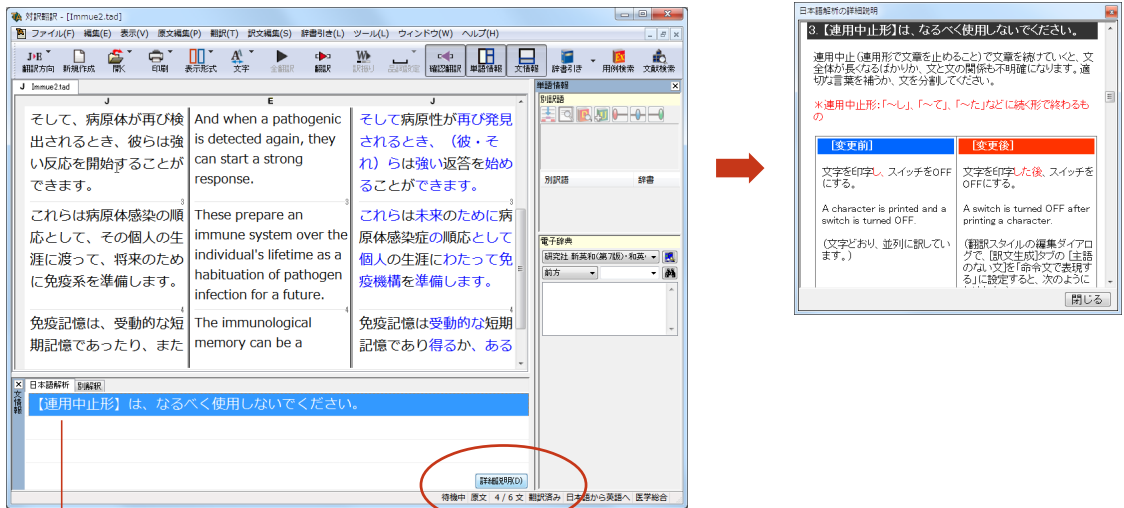 対訳翻訳 - [Immue2.tad]
ファイル(F) 編集(E) 表示(V) 原文編集(P) 翻訳(T) 訳文編集(S) 辞書引き(L) ツール(L) ウィンドウ(W) ヘルプ(H)
翻訳方向 新規作成 開く 印刷 表示形式 文字 全翻訳 翻訳 訳振り 品詞設定 確認翻訳 単語情報 文情報 辞書引き 用例検索 文献検索
J Immue2.tad
J E J
そして、病原体が再び検
出されるとき、彼らは強
い反応を開始することが
できます。
And when a pathogenic
is detected again, they
can start a strong
response.
そして病原性が再び発見
されるとき、（彼・そ
れ）らは強い返答を始め
ることができます。
3 3 3
これらは病原体感染の順
応として、その個人の生
涯に渡って、将来のため
に免疫系を準備します。
These prepare an
immune system over the
individual's lifetime as a
habituation of pathogen
infection for a future.
これらは未来のために病
原体感染症の順応として
個人の生涯にわたって免
疫機構を準備します。
4 4 4
免疫記憶は、受動的な短
期記憶であったり、また
The immunological
memory can be a
免疫記憶は受動的な短期
記憶であり得るか、ある
単語情報
別訳語
別訳語 辞書
電子辞典
研究社 新英和(第7版)・和英・
前方
文情報
日本語解析 別解釈
【連用中止形】は、なるべく使用しないでください。
詳細説明(D)
待機中 原文 4 / 6 文 翻訳済み 日本語から英語へ 医学総合
日本語解析の詳細説明
3.【連用中止形】は、なるべく使用しないでください。
連用中止(連用形で文章を止めること)で文章を続けていくと、文
全体が長くなるばかりか、文と文の関係も不明確になります。適
切な言葉を補うか、文を分割してください。
＊連用中止形：「～し」、「～て」、「～た」などに続く形で終わるも
の
【変更前】
文字を印字し、スイッチをOFF
にする。
A character is printed and a
switch is turned OFF.
(文字どおり、並列に訳してい
ます。)
【変更後】
文字を印字した後、スイッチを
OFFにする。
A switch is turned OFF after
printing a character.
(翻訳スタイルの編集ダイアロ
グで、[訳文生成]タブの [主語
のない文]を「命令文で表現す
る」に設定すると、次のように
閉じる